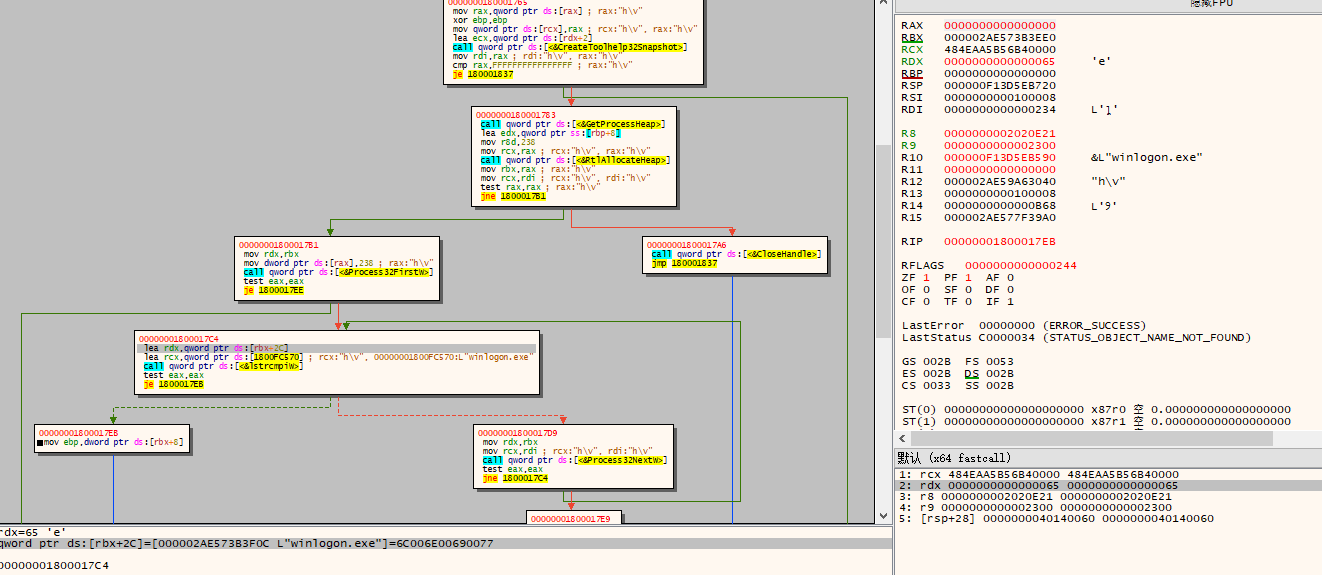 000000018000176S
mov rax,qword ptr ds:[rax] ; rax:"h\v"
xor ebp,ebp
mov qword ptr ds:[rcx],rax ; rcx:"h\v", rax:"h\v"
lea ecx,qword ptr ds:[rdx+2]
call qword ptr ds:[<&CreateToolhelp32Snapshot>]
mov rdi,rax ; rdi:"h\v", rax:"h\v"
cmp rax,FFFFFFFFFFFFFFFF ; rax:"h\v"
je 180001837
0000000180001783
call qword ptr ds:[<&GetProcessHeap>]
lea edx,qword ptr ss:[rbp+8]
mov r8d,238
mov rcx,rax ; rcx:"h\v", rax:"h\v"
call qword ptr ds:[<&RtlAllocateHeap>]
mov rbx,rax ; rax:"h\v"
mov rcx,rdi ; rcx:"h\v", rdi:"h\v"
test rax,rax ; rax:"h\v"
jne 1800017B1
00000001800017B1
mov rdx,rbx
mov dword ptr ds:[rax],238 ; rax:"h\v"
call qword ptr ds:[<&Process32FirstW>]
test eax,eax
je 1800017EE
00000001800017A6
call qword ptr ds:[<&CloseHandle>]
jmp 180001837
00000001800017C4
lea rdx,qword ptr ds:[rbx+2C]
lea rcx,qword ptr ds:[1800FC570] ; rcx:"h\v", 00000001800FC570:L"winlogon.exe"
call qword ptr ds:[<&lstrcmpiW>]
test eax,eax
je 1800017EB
00000001800017EB
mov ebp,dword ptr ds:[rbx+8]
00000001800017D9
mov rdx,rbx
mov rcx,rdi ; rcx:"h\v", rdi:"h\v"
call qword ptr ds:[<&Process32NextW>]
test eax,eax
jne 1800017C4
00000001800017E9
rdx=65 'e'
qword ptr ds:[rbx+2C]=[000002AE573B3F0C L"winlogon.exe"]=6C006E00690077
00000001800017C4
隐藏FPU
RAX 0000000000000000
RBX 000002AE573B3EE0
RCX 484EAA5B56B40000
RDX 0000000000000065 'e'
RBP 0000000000000000
RSP 000000F13D5EB720
RSI 0000000000100008
RDI 0000000000000234
R8 0000000002020E21
R9 0000000000002300
R10 000000F13D5EB590 &L"winlogon.exe"
R11 0000000000000000
R12 000002AE59A63040 "h\v"
R13 0000000000100008
R14 0000000000000B68
R15 000002AE577F39A0
RIP 00000001800017EB
RFLAGS 0000000000000244
ZF 1 PF 1 AF 0
OF 0 SF 0 DF 0
CF 0 TF 0 IF 1
LastError 00000000 (ERROR_SUCCESS)
LastStatus C0000034 (STATUS_OBJECT_NAME_NOT_FOUND)
GS 002B FS 0053
ES 002B DS 002B
CS 0033 SS 002B
ST(0) 00000000000000000000 x87r0 空 0.000000000000000000
ST(1) 00000000000000000000 x87r1 空 0.000000000000000000
默认 (x64 fastcall)
1: rcx 484EAA5B56B40000 484EAA5B56B40000
2: rdx 0000000000000065 0000000000000065
3: r8 0000000002020E21 0000000002020E21
4: r9 0000000000002300 0000000000002300
5: [rsp+28] 0000000040140060 0000000040140060